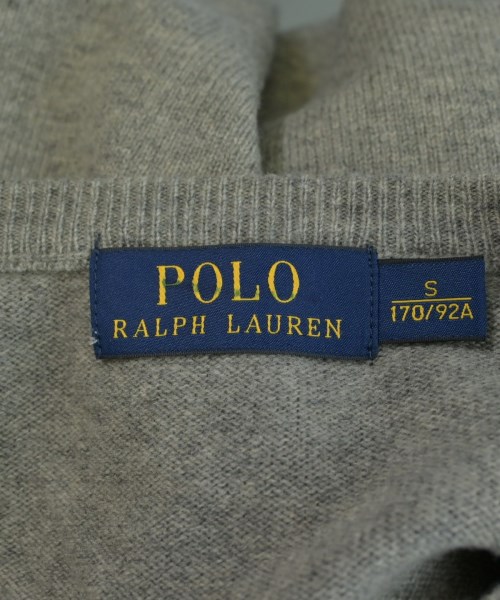 POLO
RALPH LAUREN
S
170/92A